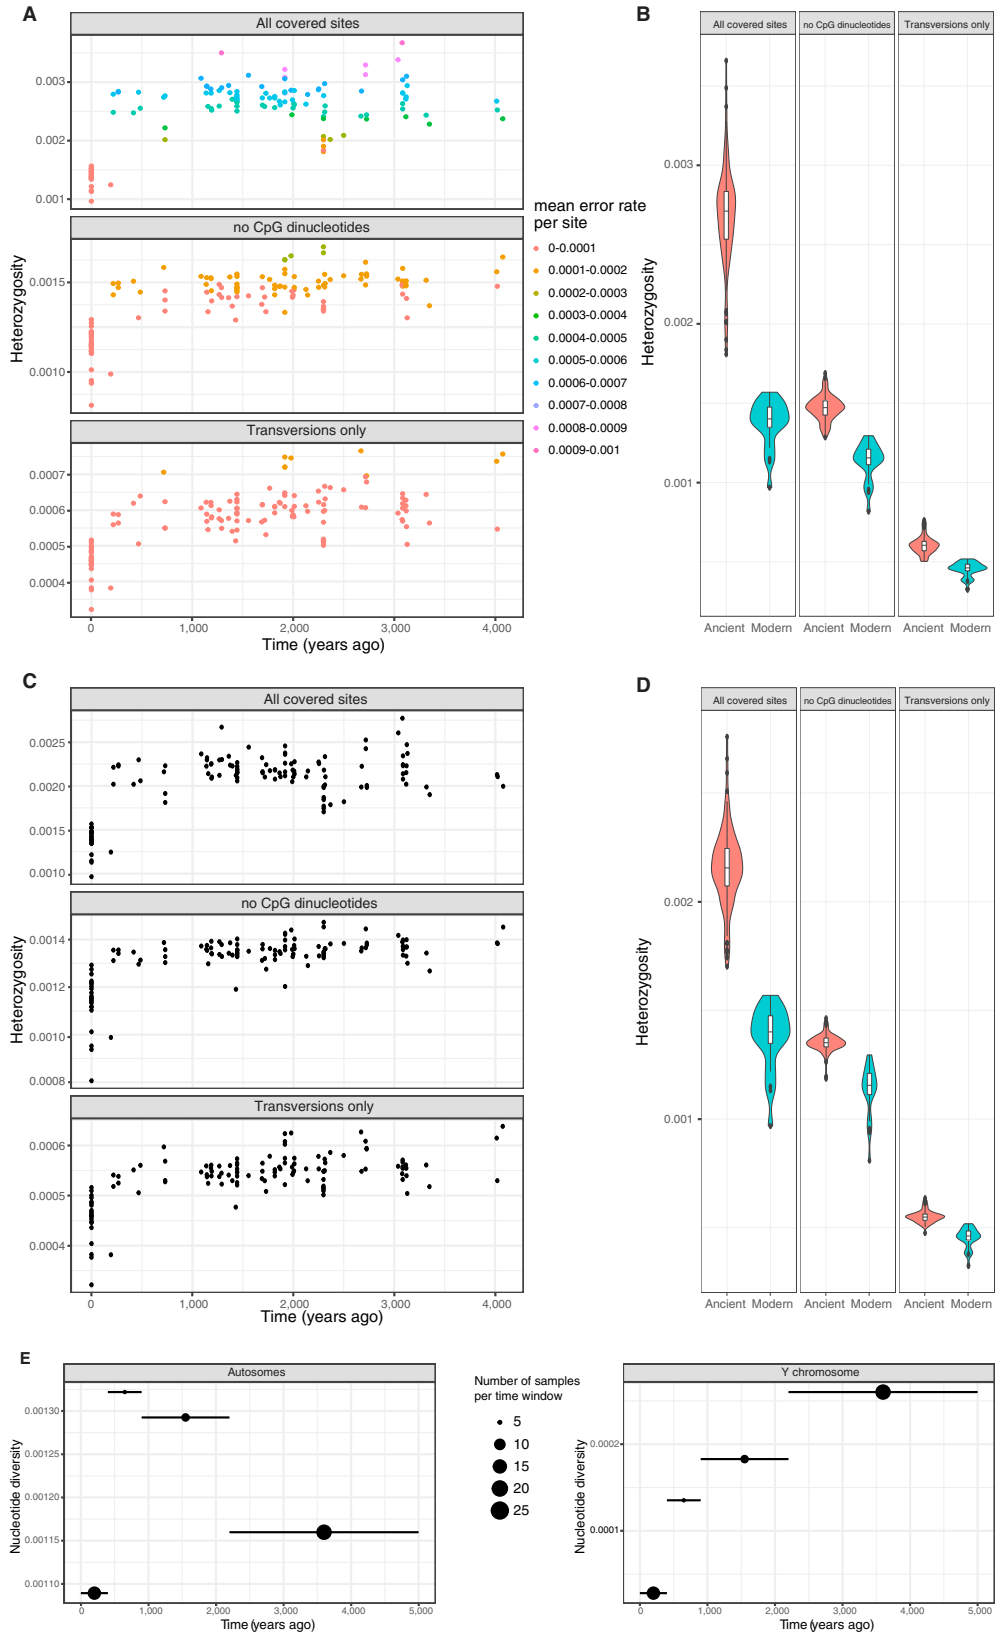 A
All covered sites
0.003
0.002
0.001
no CpG dinucleotides
0.0015
0.0010
Transversions only
0.0007
0.0006
0.0005
0.0004
0
1,000
2,000
3,000
4,000
Time (years ago)
Heterozygosity
mean error rate
per site
0-0.0001
0.0001-0.0002
0.0002-0.0003
0.0003-0.0004
0.0004-0.0005
0.0005-0.0006
0.0006-0.0007
0.0007-0.0008
0.0008-0.0009
0.0009-0.001
B
All covered sites
no CpG dinucleotides
Transversions only
0.003
0.002
0.001
Heterozygosity
Ancient Modern
Ancient Modern
Ancient Modern
C
All covered sites
0.0025
0.0020
0.0015
0.0010
no CpG dinucleotides
0.0014
0.0012
0.0010
0.0008
Transversions only
0.0006
0.0005
0.0004
0
1,000
2,000
3,000
4,000
Time (years ago)
Heterozygosity
D
All covered sites
no CpG dinucleotides
Transversions only
0.002
0.001
Heterozygosity
Ancient Modern
Ancient Modern
Ancient Modern
E
Autosomes
0.00130
0.00125
0.00120
0.00115
0.00110
Nucleotide diversity
0
1,000
2,000
3,000
4,000
5,000
Time (years ago)
Number of samples
per time window
5
10
15
20
25
Y chromosome
0.0002
0.0001
Nucleotide diversity
0
1,000
2,000
3,000
4,000
5,000
Time (years ago)